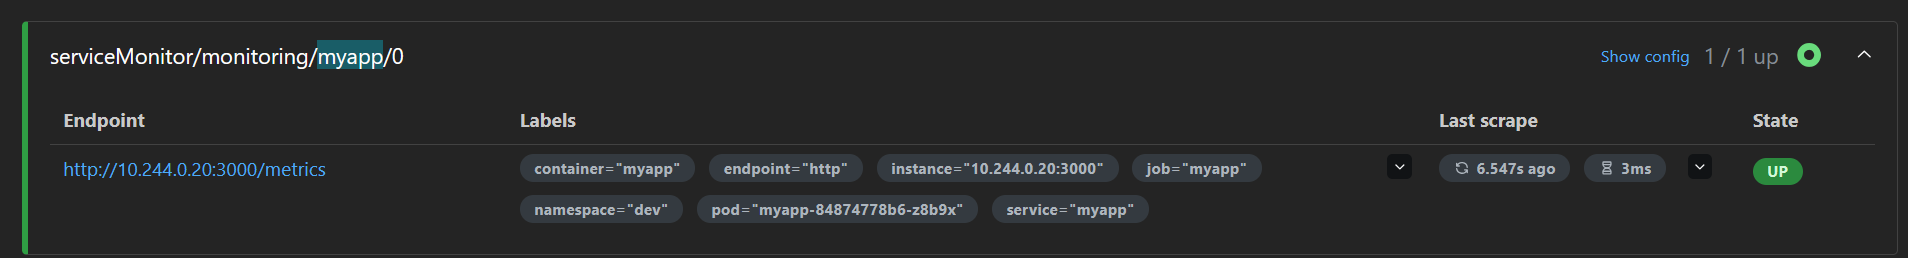 serviceMonitor/monitoring/myapp/0
Show config 1 / 1 up
Endpoint Labels Last scrape State
http://10.244.0.20:3000/metrics container="myapp" endpoint="http" instance="10.244.0.20:3000" job="myapp" 6.547s ago 3ms UP
namespace="dev" pod="myapp-84874778b6-z8b9x" service="myapp"